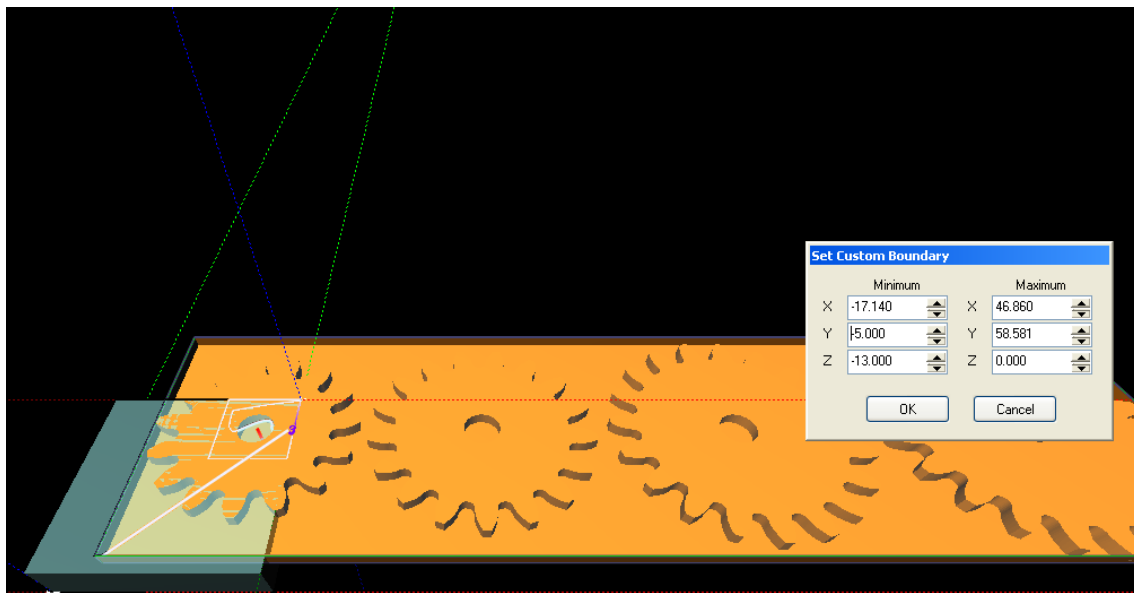 Set Custom Boundary
Minimum Maximum
X -17.140 X 46.860
Y -5.000 Y 58.581
Z -13.000 Z 0.000
OK Cancel